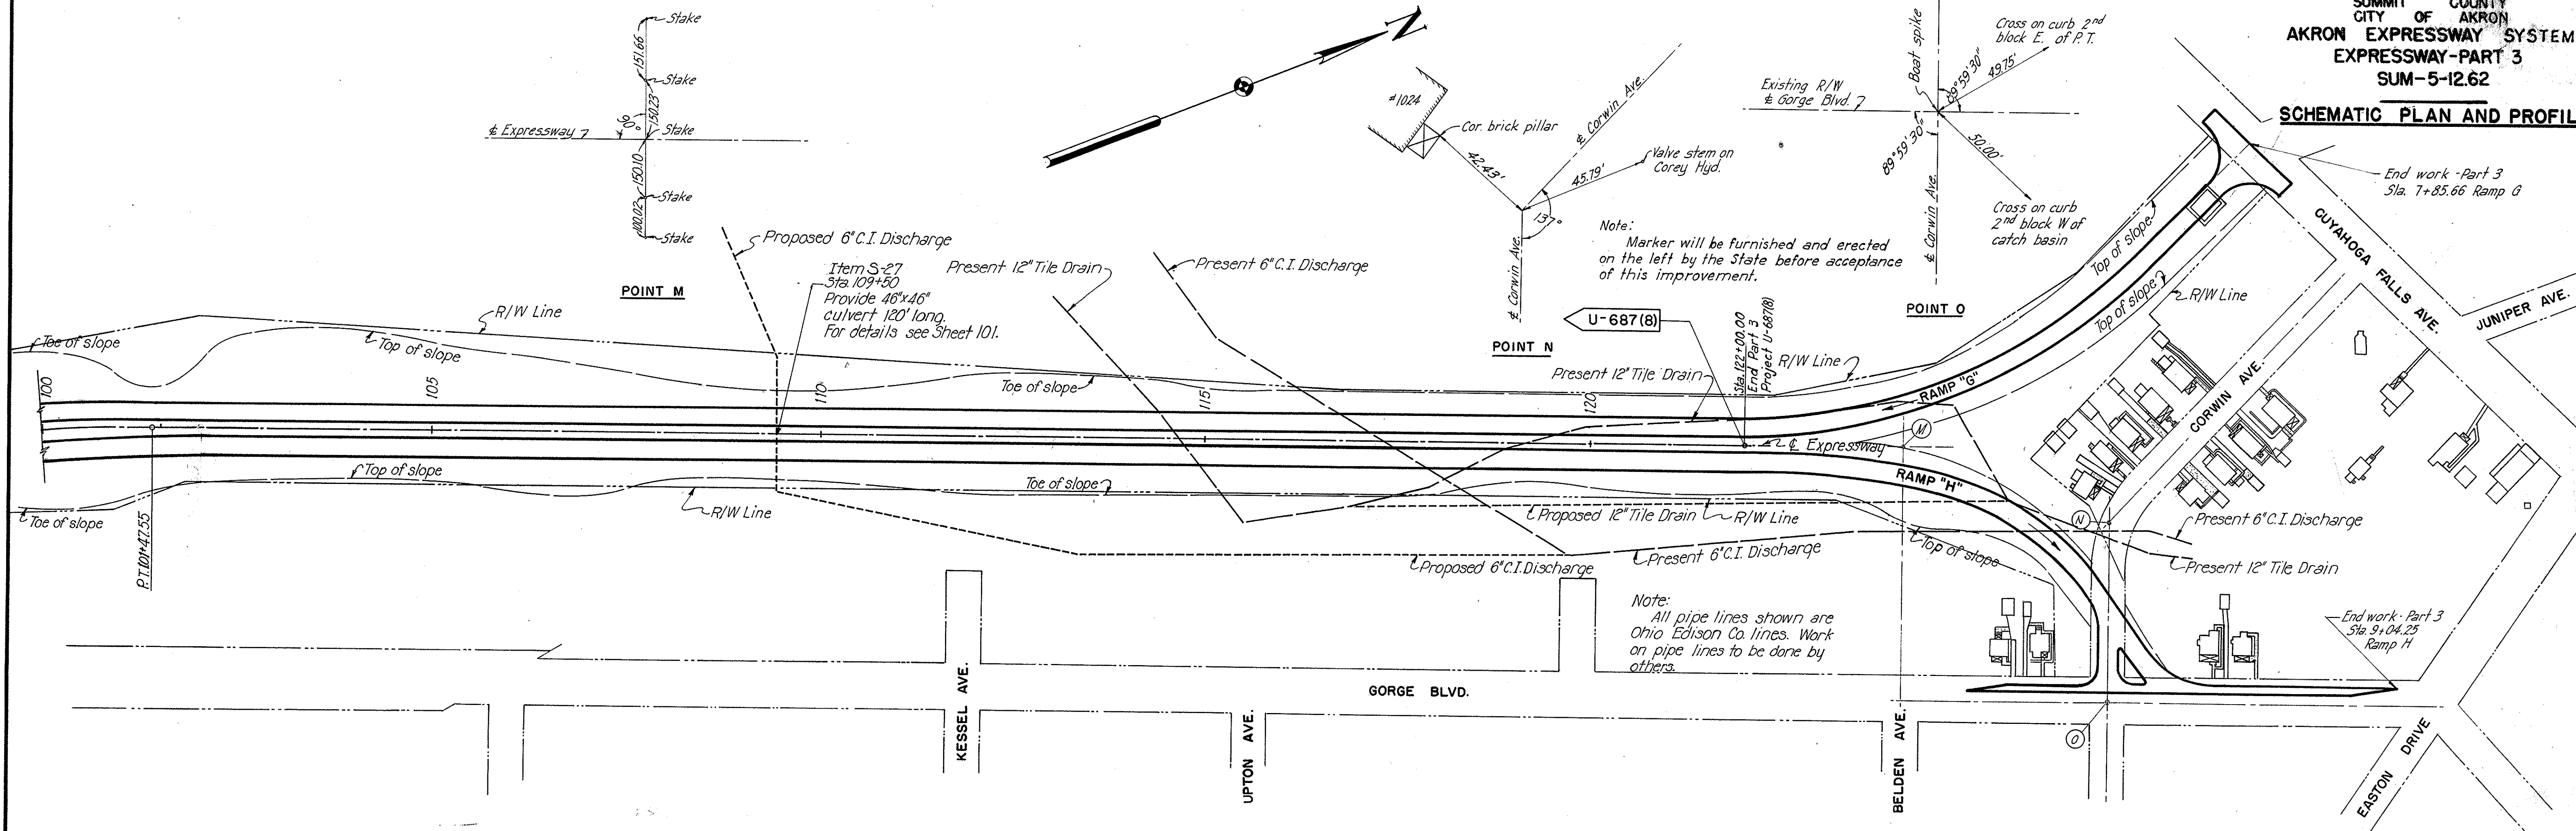 SUMMIT COUNTY
CITY OF AKRON
AKRON EXPRESSWAY SYSTEM
EXPRESSWAY-PART 3
SUM-5-12.62
SCHEMATIC PLAN AND PROFIL
Stake
151.66
Stake
150.23
90°
℄ Expressway
Stake
150.10
Stake
100.02
Stake
POINT M
N
#1024
Cor. brick pillar
42.43'
℄ Corwin Ave.
Valve stem on
Corey Hyd.
45.79'
137°
℄ Corwin Ave.
POINT N
Existing R/W
℄ Gorge Blvd.
Boat spike
Cross on curb 2nd
block E. of P.T.
89°59'30"
49.75'
89°59'30"
50.00'
℄ Corwin Ave.
Cross on curb
2nd block W of
catch basin
POINT O
Note:
Marker will be furnished and erected
on the left by the State before acceptance
of this improvement.
U-687(8)
Sta. 122+00.00
End Part 3
Project U-687(8)
End work - Part 3
Sta. 7+85.66 Ramp G
Proposed 6" C.I. Discharge
Item S-27
Sta. 109+50
Provide 46"x46"
culvert 120' long.
For details see Sheet 101.
Present 12" Tile Drain
Present 6" C.I. Discharge
R/W Line
Toe of slope
Top of slope
Toe of slope
Present 12" Tile Drain
R/W Line
Top of slope
Top of slope
R/W Line
CUYAHOGA FALLS AVE.
JUNIPER AVE.
CORWIN AVE.
100
105
110
115
120
RAMP "G"
M
℄ Expressway
RAMP "H"
P.T. 101+47.55
Toe of slope
Top of slope
R/W Line
Toe of slope
Proposed 12" Tile Drain
R/W Line
N
Present 6" C.I. Discharge
Top of slope
Proposed 6" C.I. Discharge
Present 6" C.I. Discharge
Present 12" Tile Drain
Note:
All pipe lines shown are
Ohio Edison Co. lines. Work
on pipe lines to be done by
others.
End work - Part 3
Sta. 9+04.25
Ramp H
GORGE BLVD.
KESSEL AVE.
UPTON AVE.
BELDEN AVE.
O
EASTON DRIVE